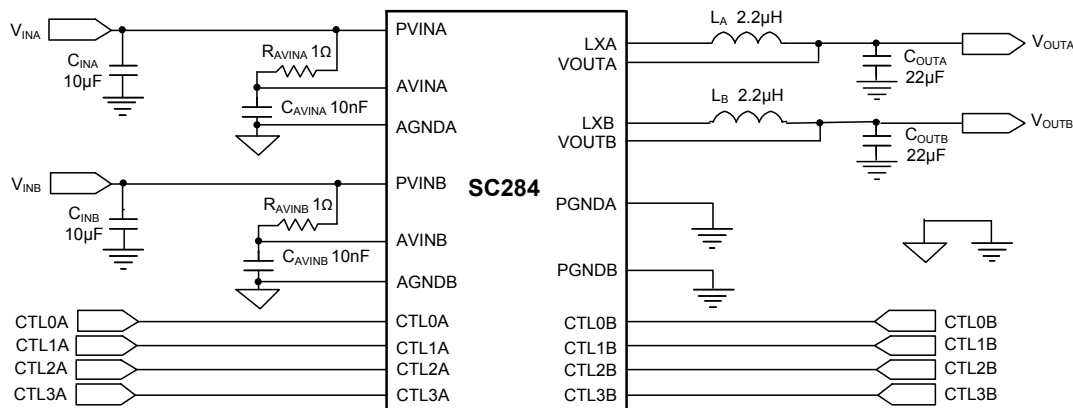 VINA
CINA
10µF
RAVINA 1Ω
CAVINA 10nF
PVINA
AVINA
AGNDA
LXA
VOUTA
LA 2.2µH
COUTA
22µF
VOUTA
LXB
VOUTB
LB 2.2µH
COUTB
22µF
VOUTB
VINB
CINB
10µF
RAVINB 1Ω
CAVINB 10nF
PVINB
AVINB
AGNDB
SC284
PGNDA
PGNDB
CTL0A
CTL1A
CTL2A
CTL3A
CTL0A
CTL1A
CTL2A
CTL3A
CTL0B
CTL1B
CTL2B
CTL3B
CTL0B
CTL1B
CTL2B
CTL3B